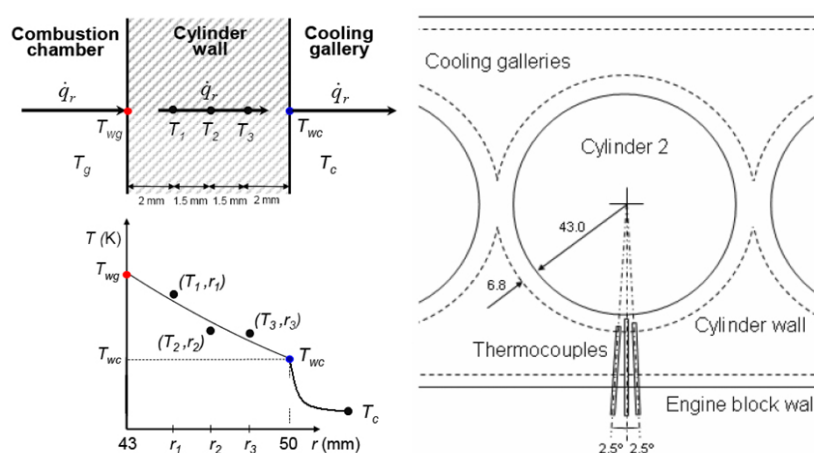 Combustion
chamber
Cylinder
wall
Cooling
gallery
q̇r
q̇r
q̇r
Twg
T1
T2
T3
Twc
Tg
Tc
2 mm
1.5 mm
1.5 mm
2 mm
T (K)
Twg
(T1,r1)
(T2,r2)
(T3,r3)
Twc
Twc
Tc
43
r1
r2
r3
50
r (mm)
Cooling galleries
Cylinder 2
43.0
6.8
Cylinder wall
Thermocouples
Engine block wall
2.5°
2.5°